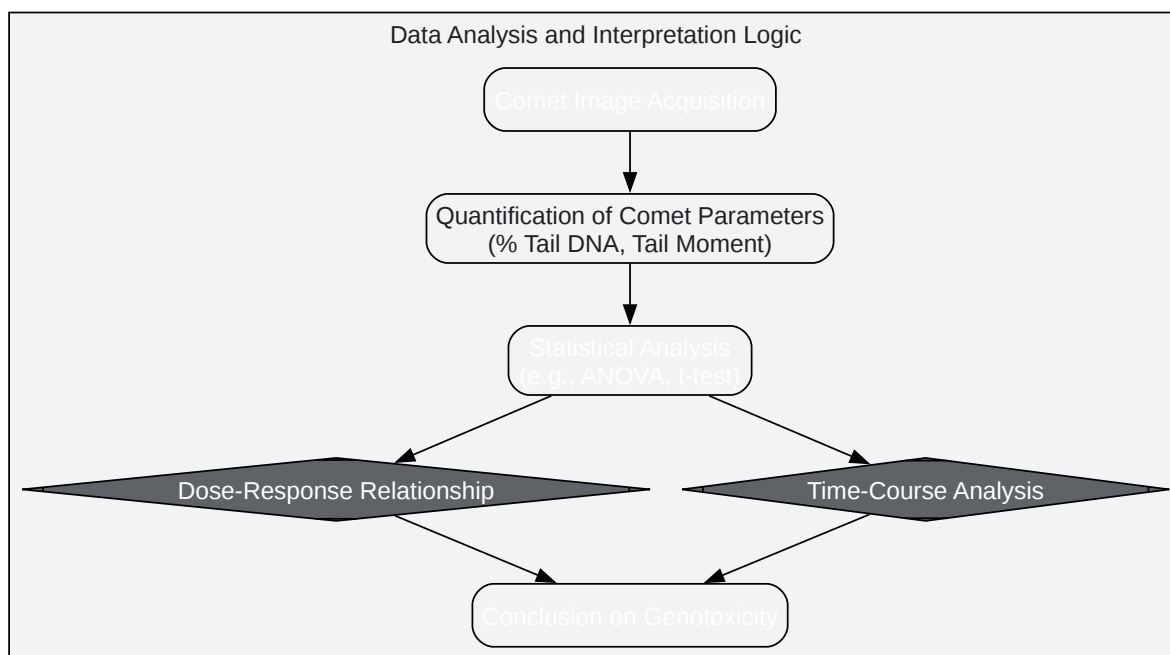 Data Analysis and Interpretation Logic
Comet Image Acquisition
Quantification of Comet Parameters
(% Tail DNA, Tail Moment)
Statistical Analysis
(e.g., ANOVA, t-test)
Dose-Response Relationship
Time-Course Analysis
Conclusion on Genotoxicity